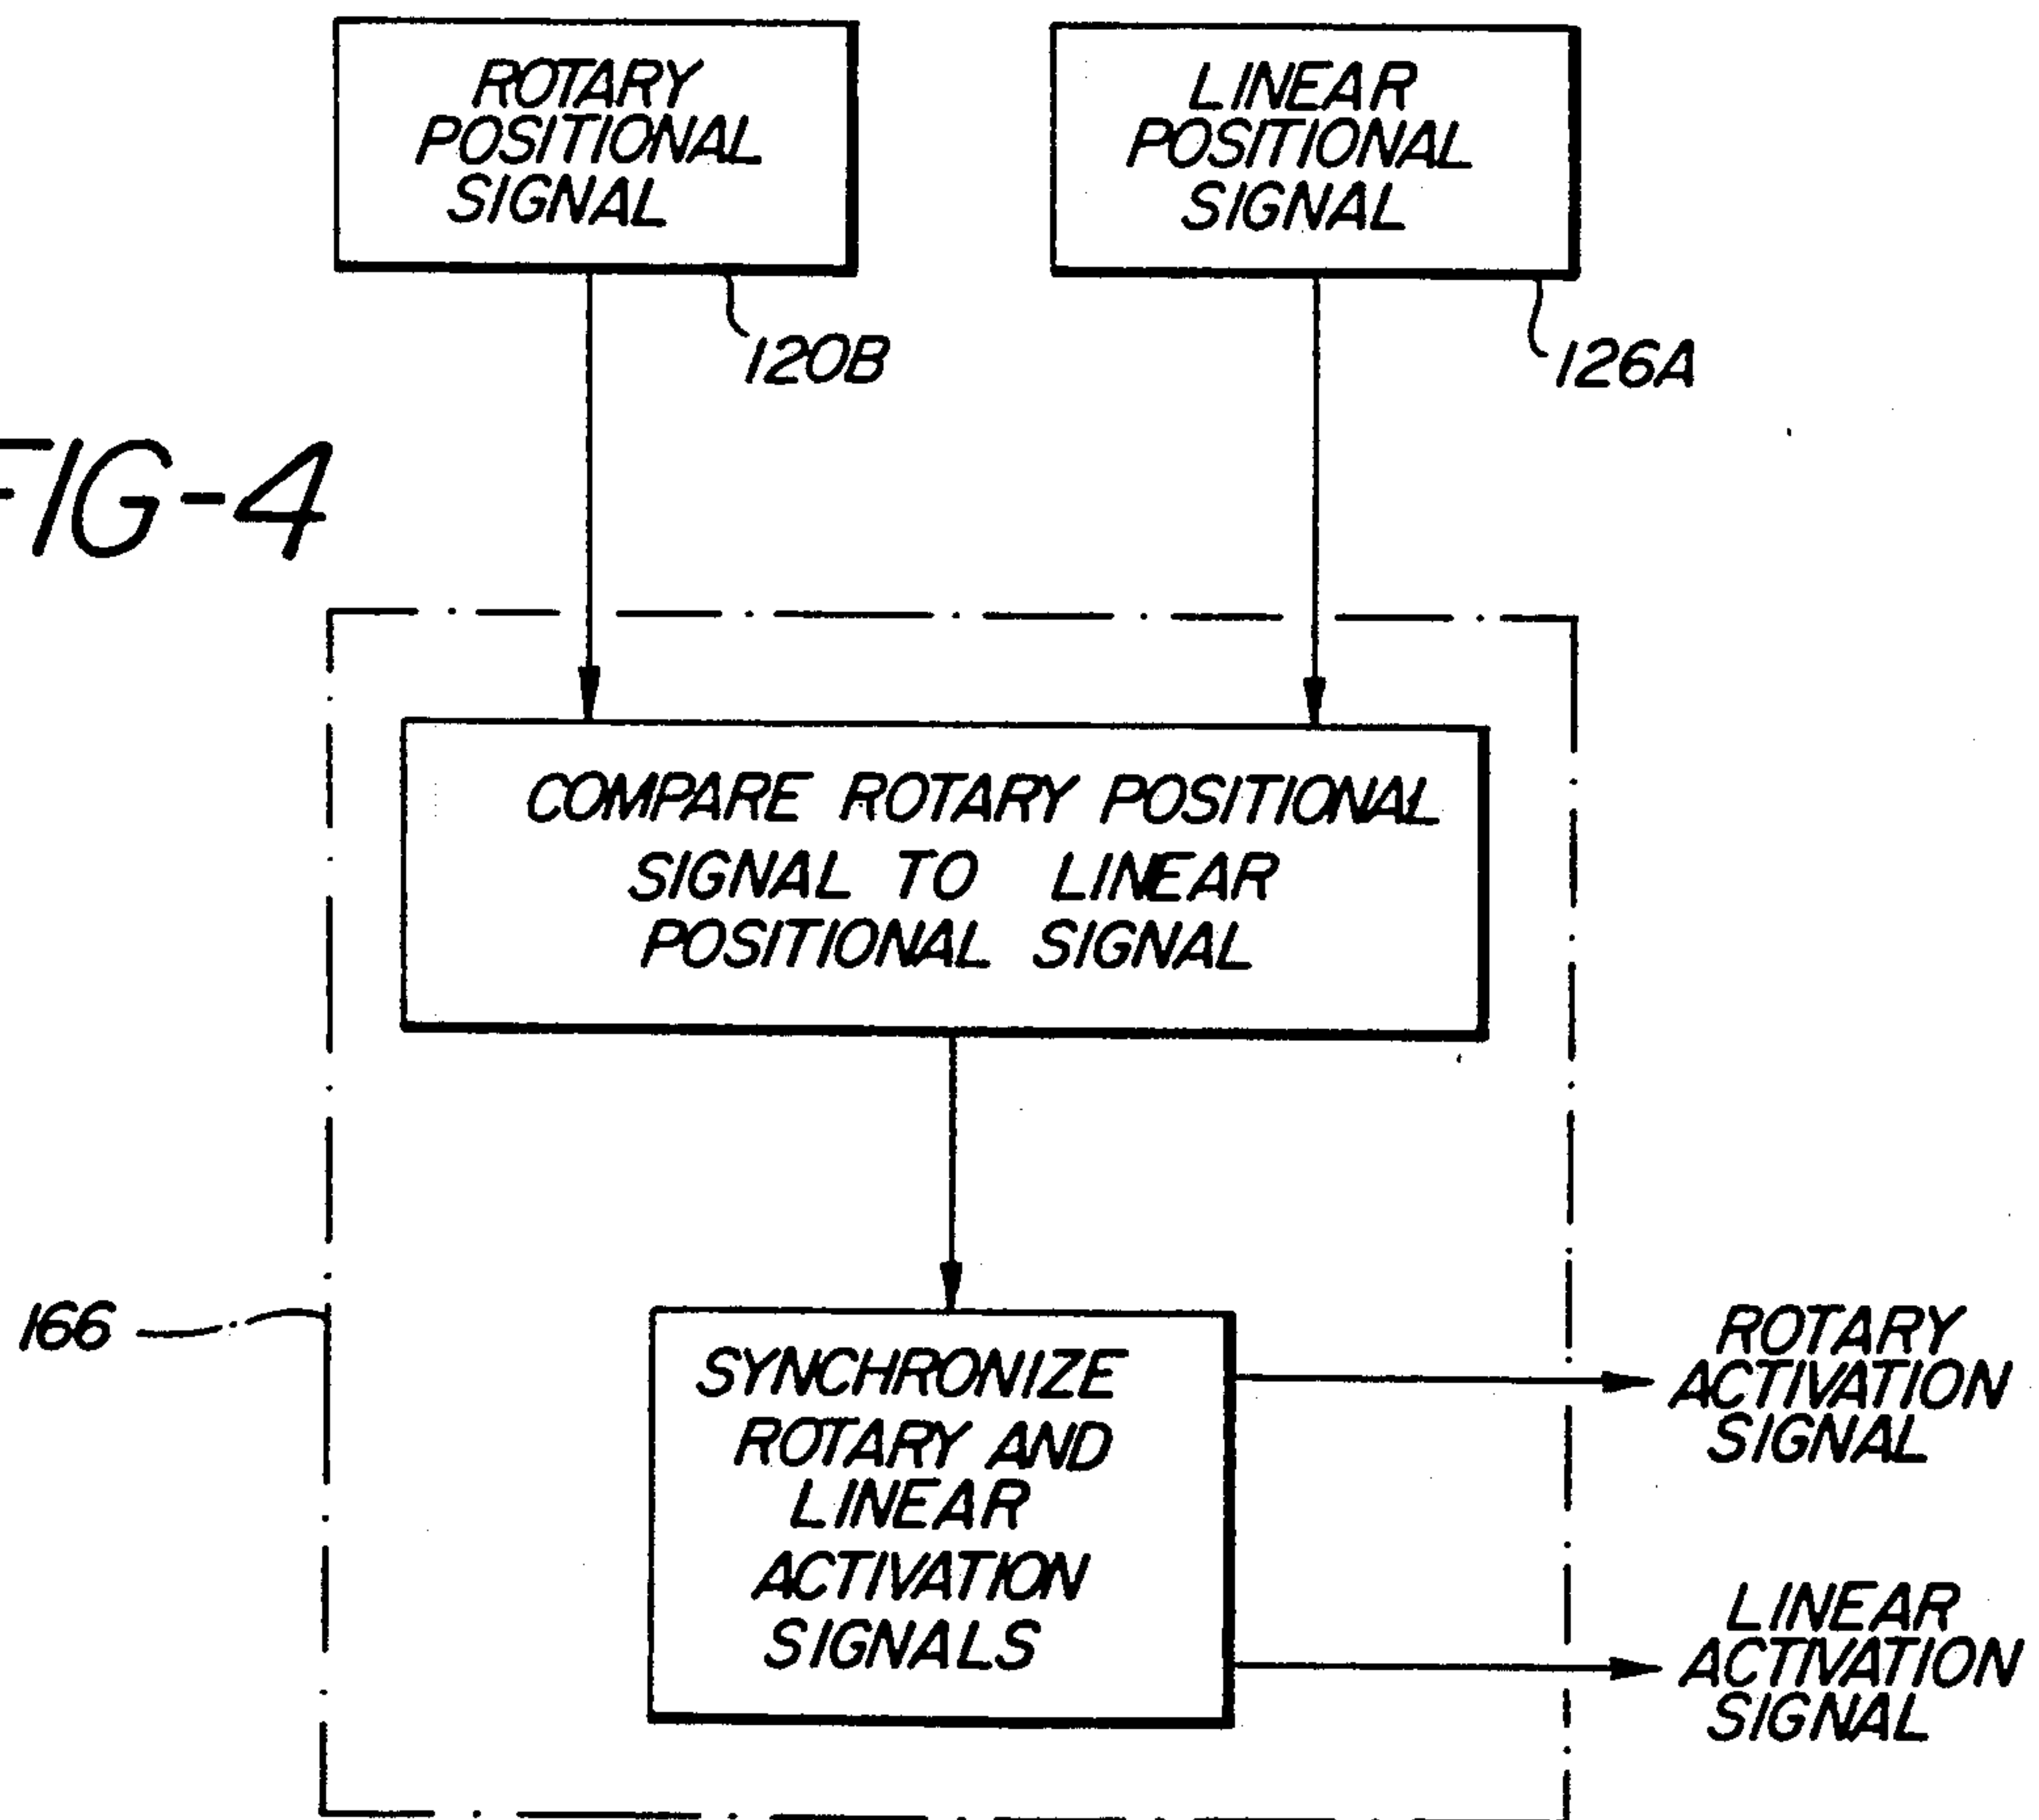 ROTARY
POSITIONAL
SIGNAL
LINEAR
POSITIONAL
SIGNAL
120B
126A
FIG-4
COMPARE ROTARY POSITIONAL
SIGNAL TO LINEAR
POSITIONAL SIGNAL
166
SYNCHRONIZE
ROTARY AND
LINEAR
ACTIVATION
SIGNALS
ROTARY
ACTIVATION
SIGNAL
LINEAR
ACTIVATION
SIGNAL